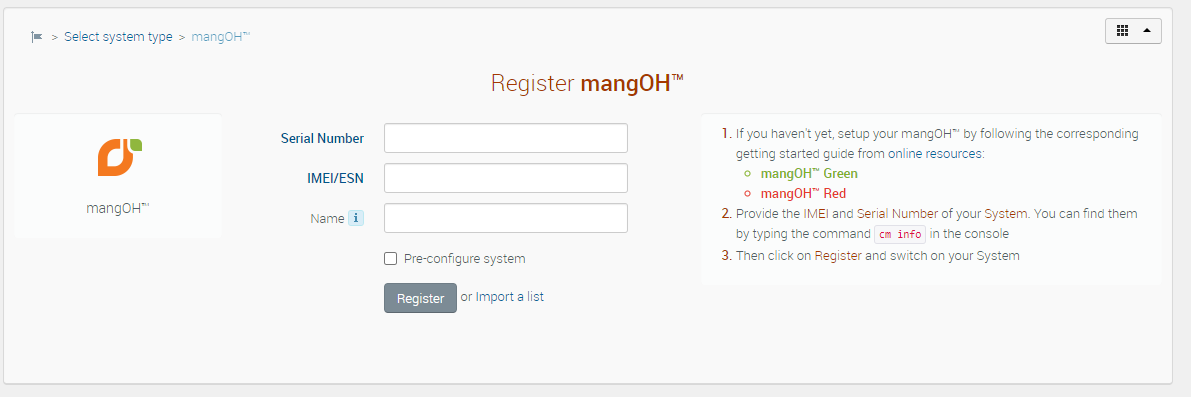 > Select system type > mangOH™
Register mangOH™
mangOH™
Serial Number
IMEI/ESN
Name i
Pre-configure system
Register or Import a list
1. If you haven't yet, setup your mangOH™ by following the corresponding
getting started guide from online resources:
mangOH™ Green
mangOH™ Red
2. Provide the IMEI and Serial Number of your System. You can find them
by typing the command cm info in the console
3. Then click on Register and switch on your System